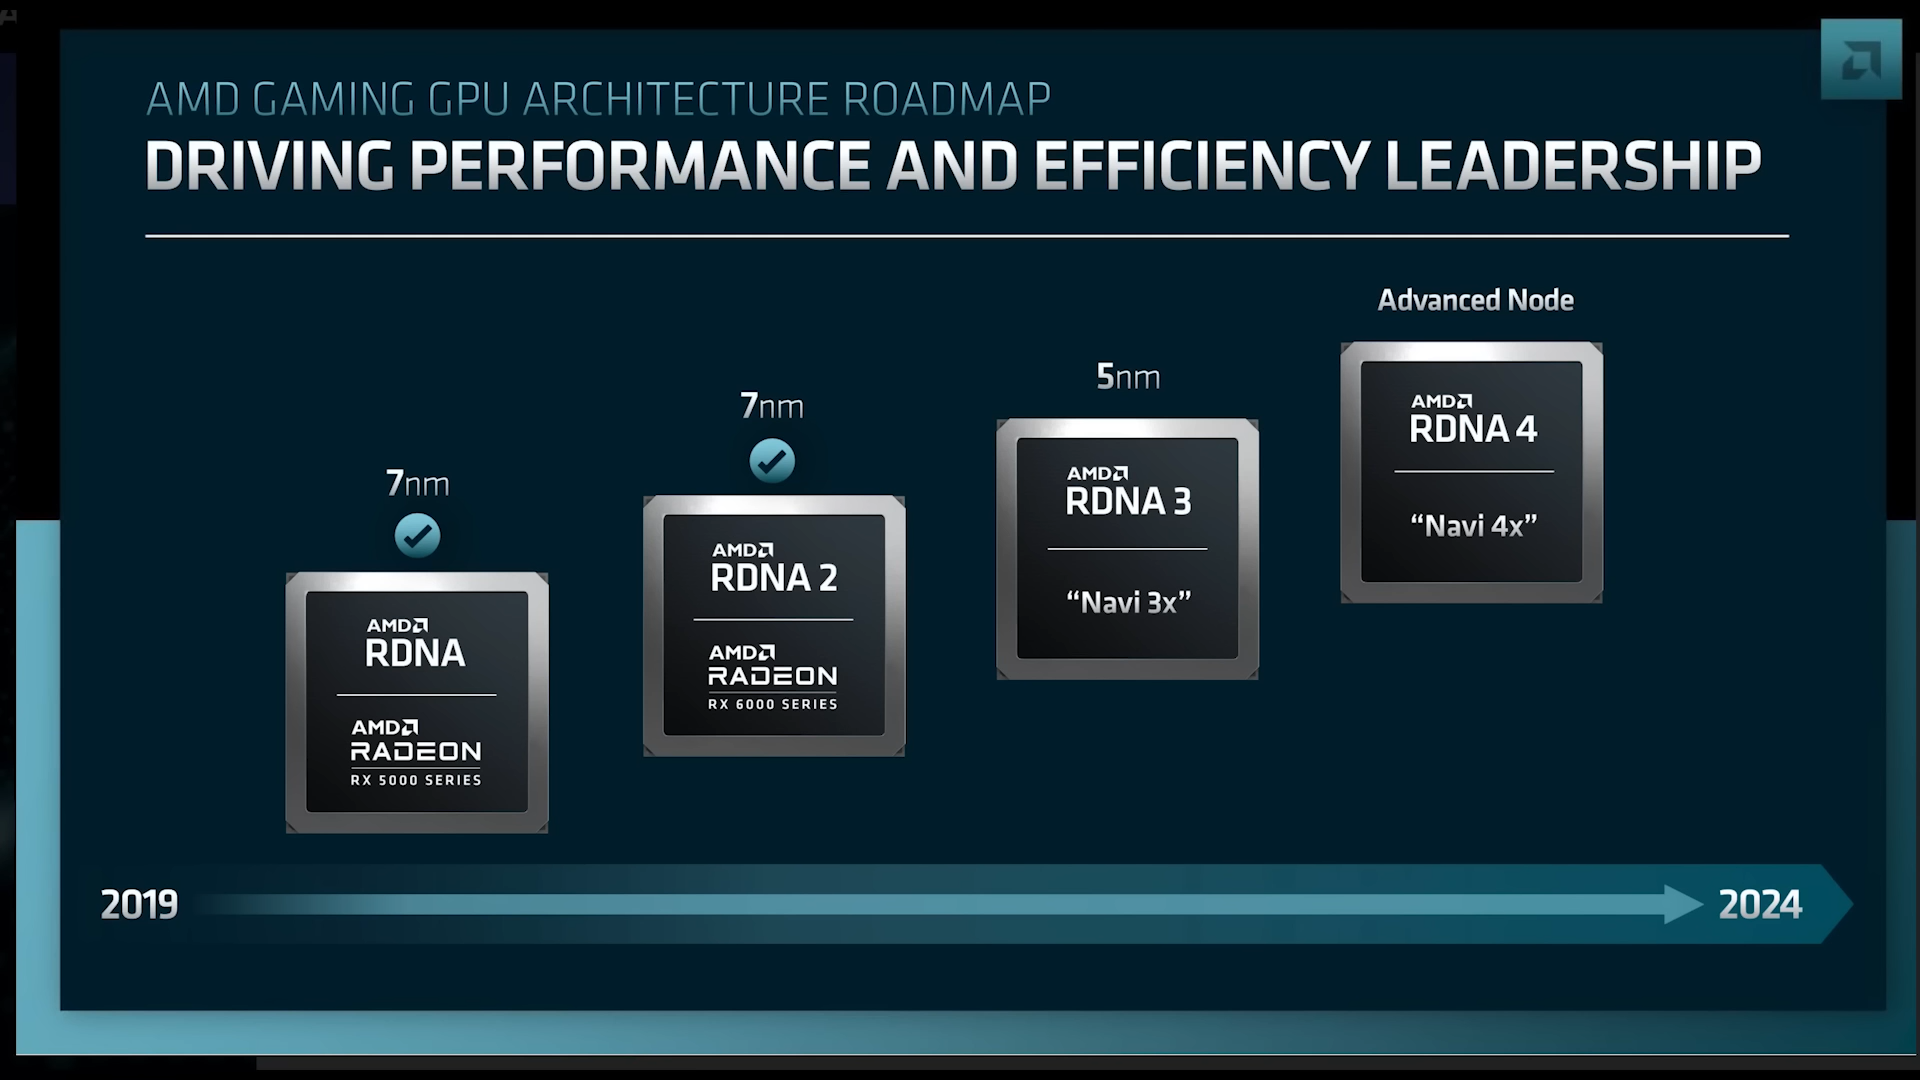 AMD GAMING GPU ARCHITECTURE ROADMAP
DRIVING PERFORMANCE AND EFFICIENCY LEADERSHIP
7nm
AMD
RDNA
AMD
RADEON
RX 5000 SERIES
7nm
AMD
RDNA 2
AMD
RADEON
RX 6000 SERIES
5nm
AMD
RDNA 3
“Navi 3x”
Advanced Node
AMD
RDNA 4
“Navi 4x”
2019
2024